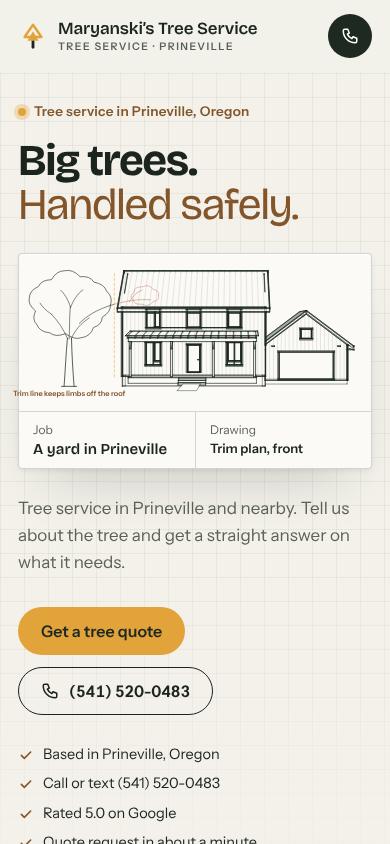 Maryanski's Tree Service
TREE SERVICE · PRINEVILLE
Tree service in Prineville, Oregon
Big trees.
Handled safely.
Trim line keeps limbs off the roof
Job
A yard in Prineville
Drawing
Trim plan, front
Tree service in Prineville and nearby. Tell us
about the tree and get a straight answer on
what it needs.
Get a tree quote
(541) 520-0483
Based in Prineville, Oregon
Call or text (541) 520-0483
Rated 5.0 on Google
Quote request in about a minute